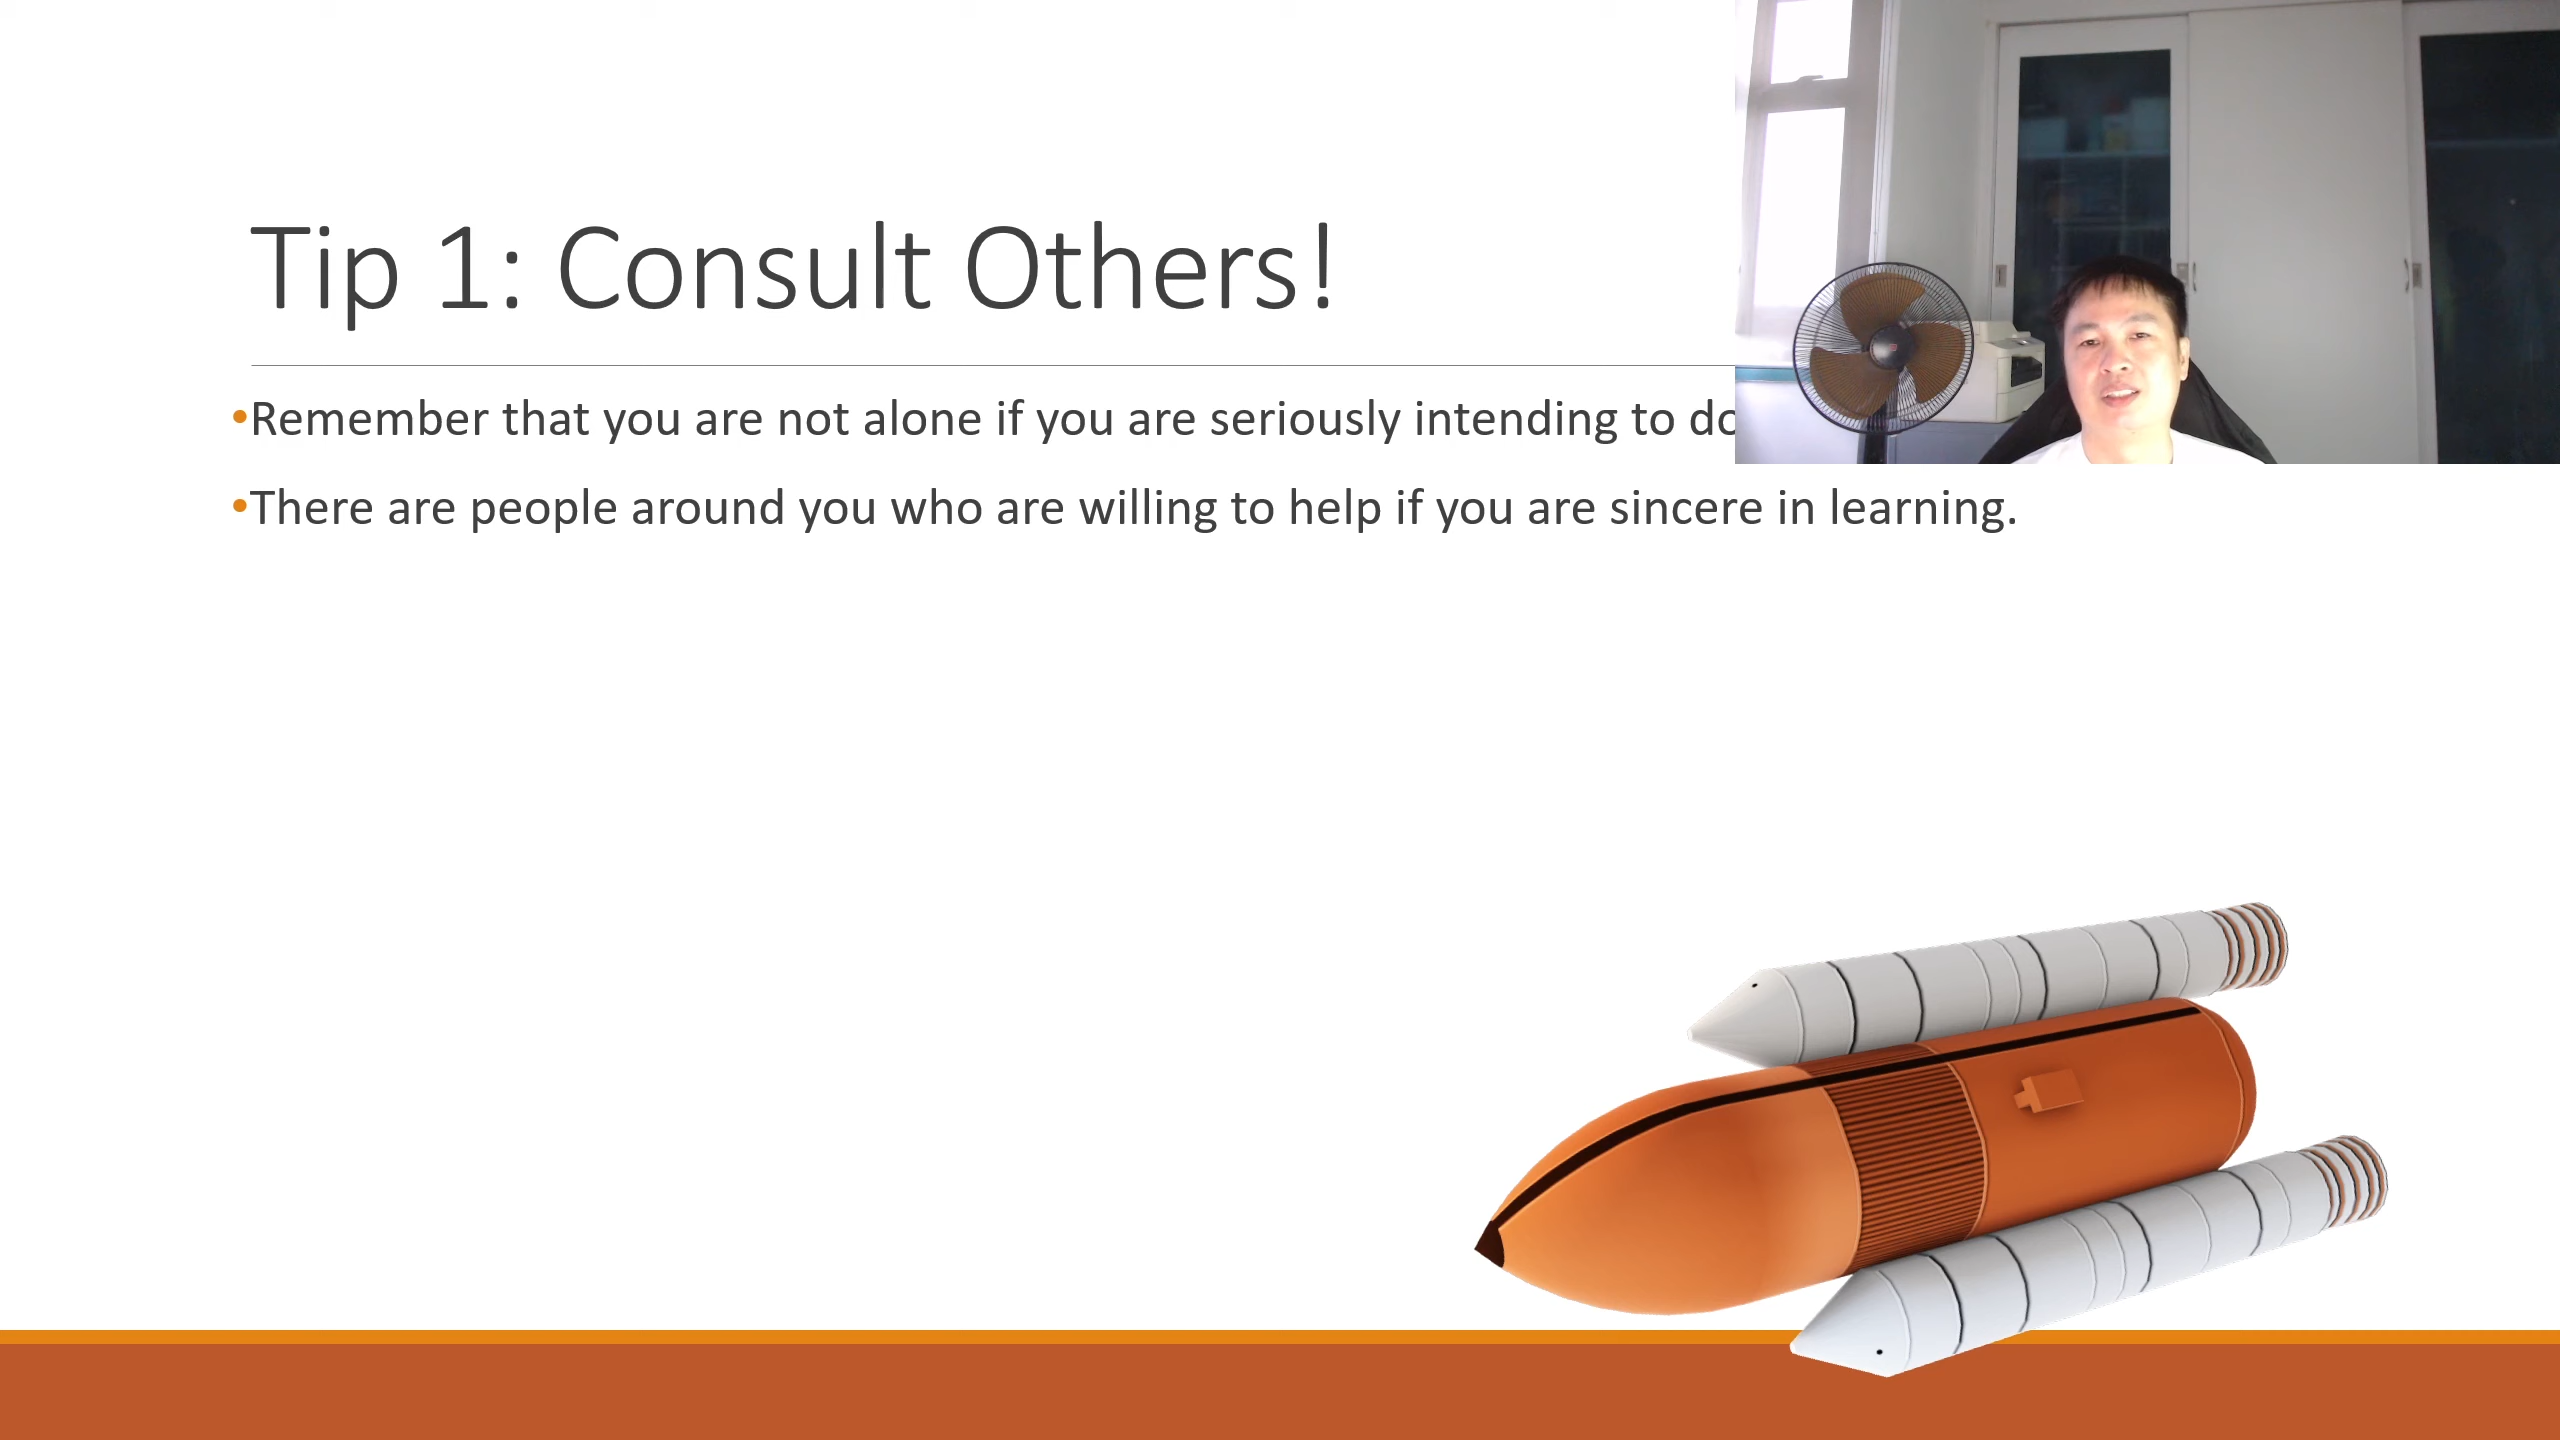 Tip 1: Consult Others!
•Remember that you are not alone if you are seriously intending to do
•There are people around you who are willing to help if you are sincere in learning.